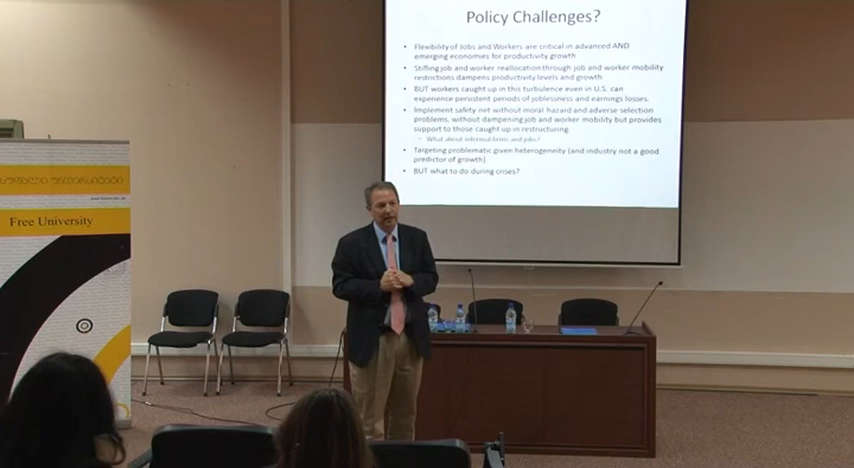 Policy Challenges?
• Flexibility of Jobs and Workers are critical in advanced AND
emerging economies for productivity growth
• Stifling job and worker reallocation through job and worker mobility
restrictions dampens productivity levels and growth
• BUT workers caught up in this turbulence even in U.S. can
experience persistent periods of joblessness and earnings losses.
• Implement safety net without moral hazard and adverse selection
problems, without dampening job and worker mobility but provides
support to those caught up in restructuring.
– What about informal firms and jobs?
• Targeting problematic given heterogeneity (and industry not a good
predictor of growth)
• BUT what to do during crises?
Free University